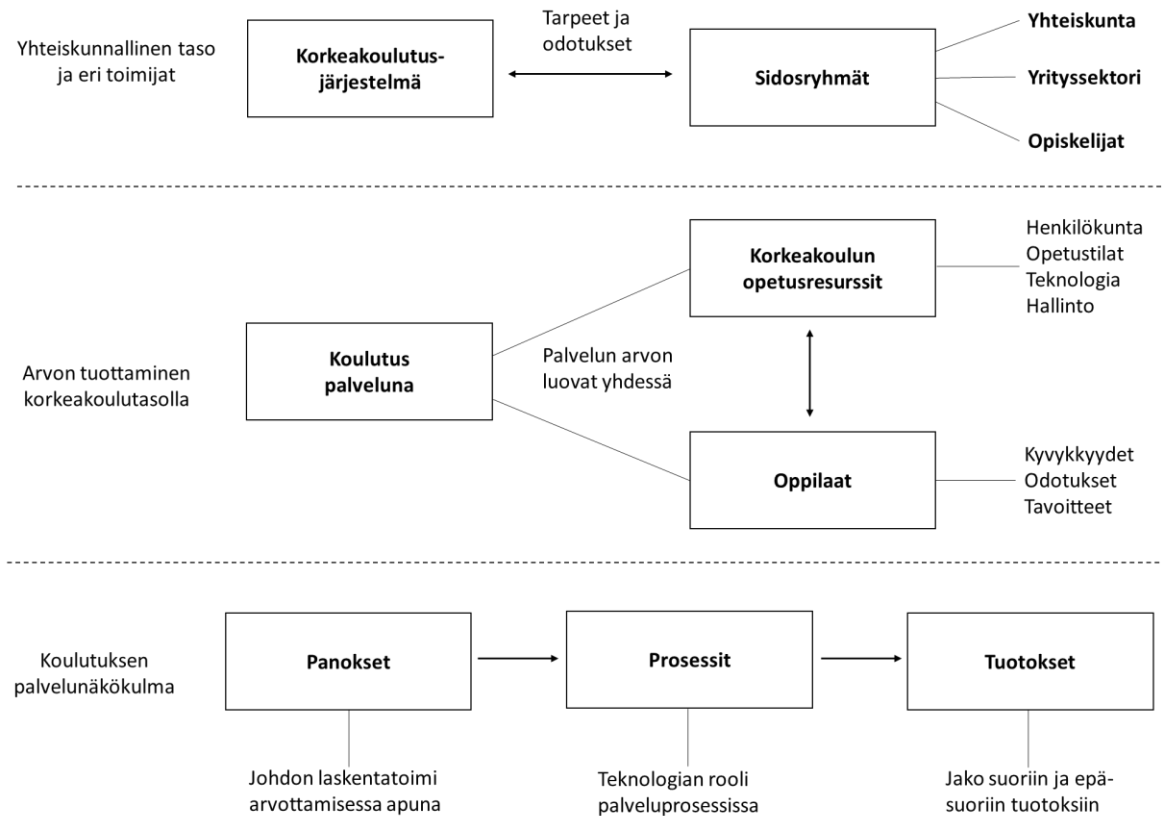 Yhteiskunnallinen taso
ja eri toimijat
Korkeakoulutus-
järjestelmä
Tarpeet ja
odotukset
Sidosryhmät
Yhteiskunta
Yrityssektori
Opiskelijat
Arvon tuottaminen
korkeakoulutasolla
Koulutus
palveluna
Palvelun arvon
luovat yhdessä
Korkeakoulun
opetusresurssit
Henkilökunta
Opetustilat
Teknologia
Hallinto
Oppilaat
Kyvykkyydet
Odotukset
Tavoitteet
Koulutuksen
palvelunäkökulma
Panokset
Prosessit
Tuotokset
Johdon laskentatoimi
arvottamisessa apuna
Teknologian rooli
palveluprosessissa
Jako suoriin ja epä-
suoriin tuotoksiin